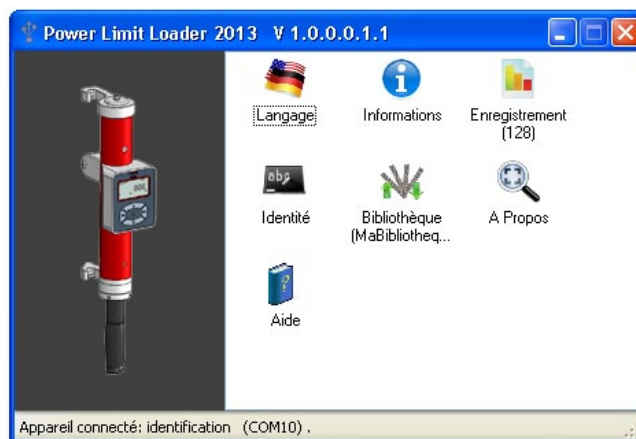 Power Limit Loader 2013 V 1.0.0.0.1.1
Langage
Informations
Enregistrement
(128)
abc
Identité
Bibliothèque
(MaBibliotheq...
A Propos
?
Aide
Appareil connecté: identification (COM10) .